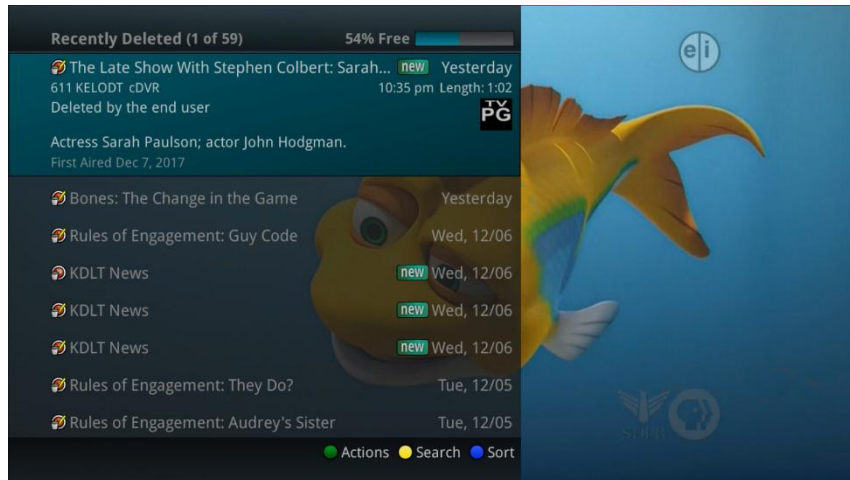 Recently Deleted (1 of 59) 54% Free
The Late Show With Stephen Colbert: Sarah... new Yesterday
611 KELODT cDVR 10:35 pm Length: 1:02
Deleted by the end user
TV
PG
Actress Sarah Paulson; actor John Hodgman.
First Aired Dec 7, 2017
Bones: The Change in the Game Yesterday
Rules of Engagement: Guy Code Wed, 12/06
KDLT News new Wed, 12/06
KDLT News new Wed, 12/06
KDLT News new Wed, 12/06
Rules of Engagement: They Do? Tue, 12/05
Rules of Engagement: Audrey's Sister Tue, 12/05
Actions Search Sort
e/i
SDPB